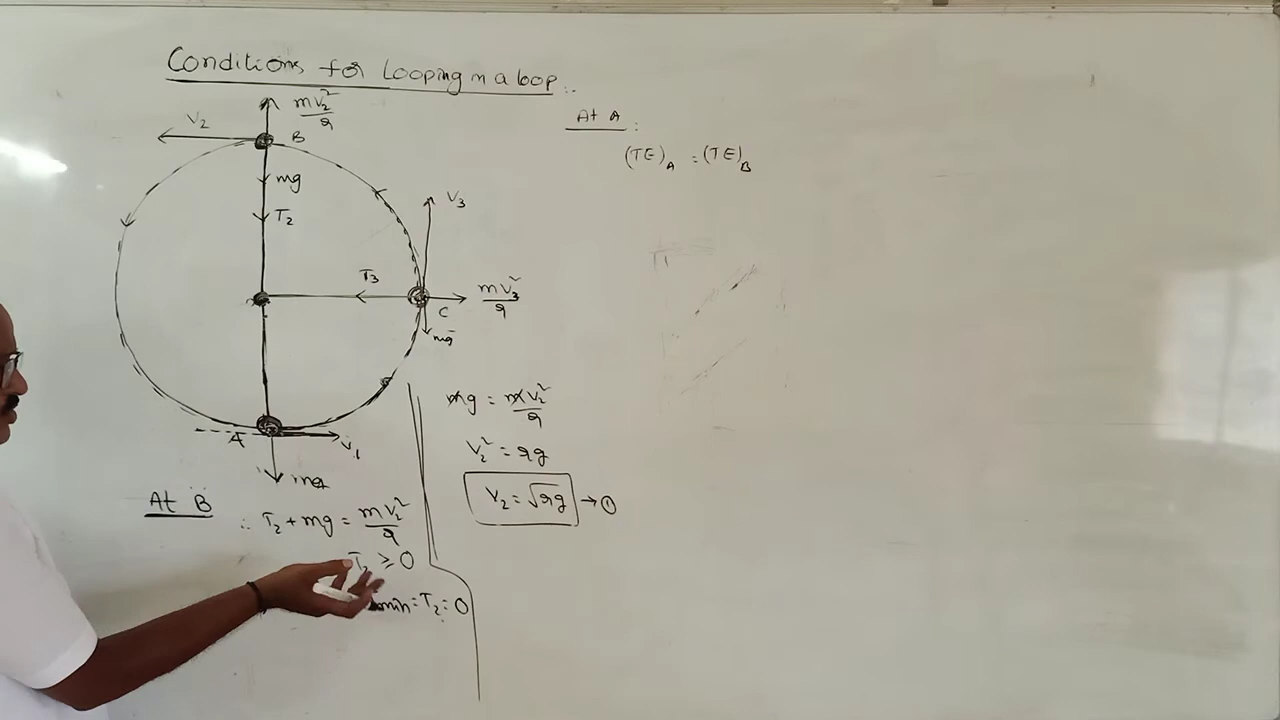 Conditions for Looping in a loop:.
mv₂²/r
V₂
B
mg
T₂
V₃
T₃
mv₃²/r
C
mg
A
V₁
mg
At B
∴ T₂ + mg = mv₂²/r
T₂ ≥ 0
min = T₂ = 0
mg = mv₂²/r
V₂² = rg
V₂ = √rg → ①
At A :
(TE)A = (TE)B